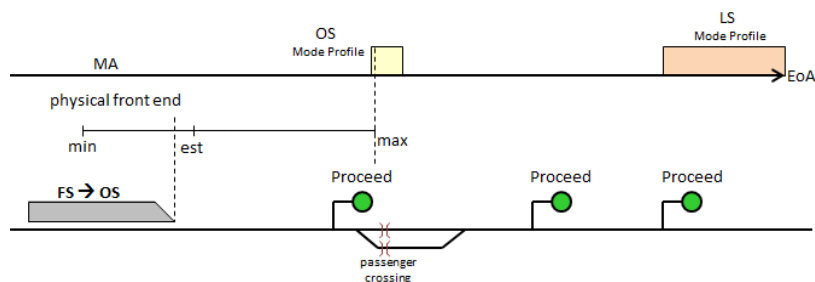 OS
Mode Profile
LS
Mode Profile
MA
EoA
physical front end
min
est
max
FS → OS
Proceed
Proceed
Proceed
passenger
crossing